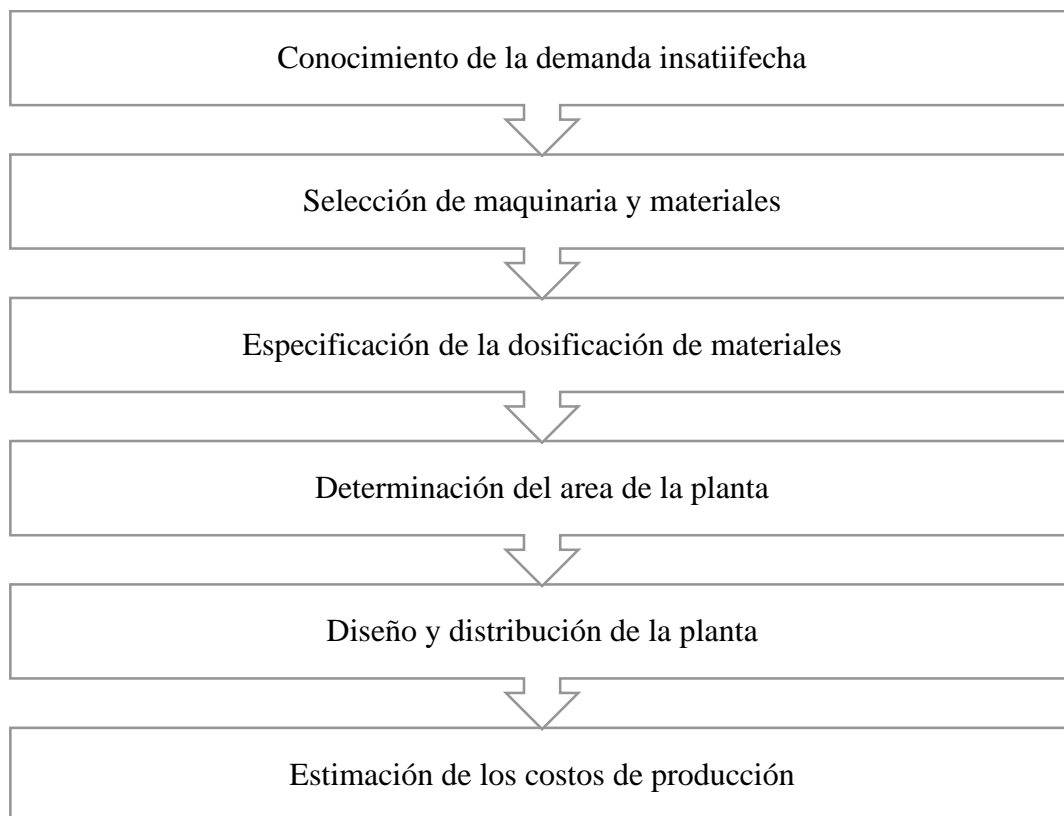 Conocimiento de la demanda insatiifecha
Selección de maquinaria y materiales
Especificación de la dosificación de materiales
Determinación del area de la planta
Diseño y distribución de la planta
Estimación de los costos de producción